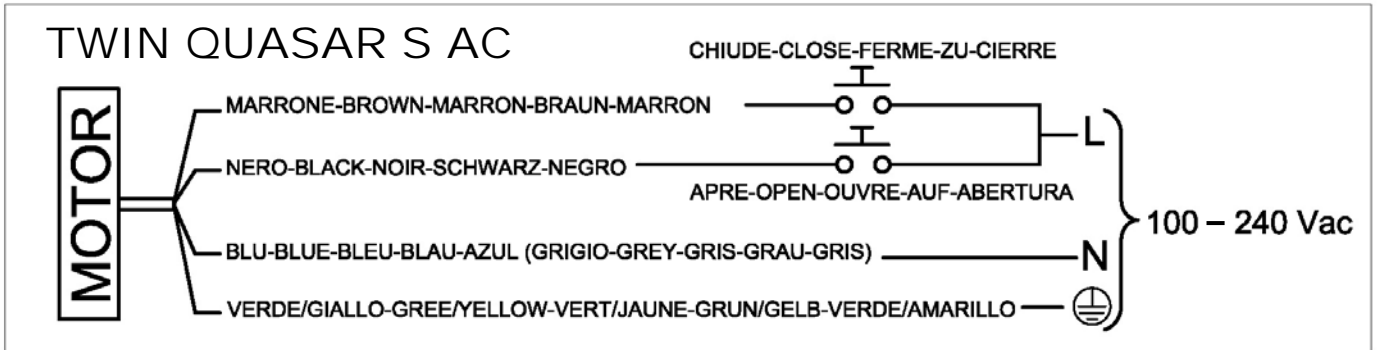 TWIN QUASAR S AC
CHIUDE-CLOSE-FERME-ZU-CIERRE
MOTOR
MARRONE-BROWN-MARRON-BRAUN-MARRON
L
NERO-BLACK-NOIR-SCHWARZ-NEGRO
APRE-OPEN-OUVRE-AUF-ABERTURA
100 – 240 Vac
BLU-BLUE-BLEU-BLAU-AZUL (GRIGIO-GREY-GRIS-GRAU-GRIS)
N
VERDE/GIALLO-GREE/YELLOW-VERT/JAUNE-GRUN/GELB-VERDE/AMARILLO